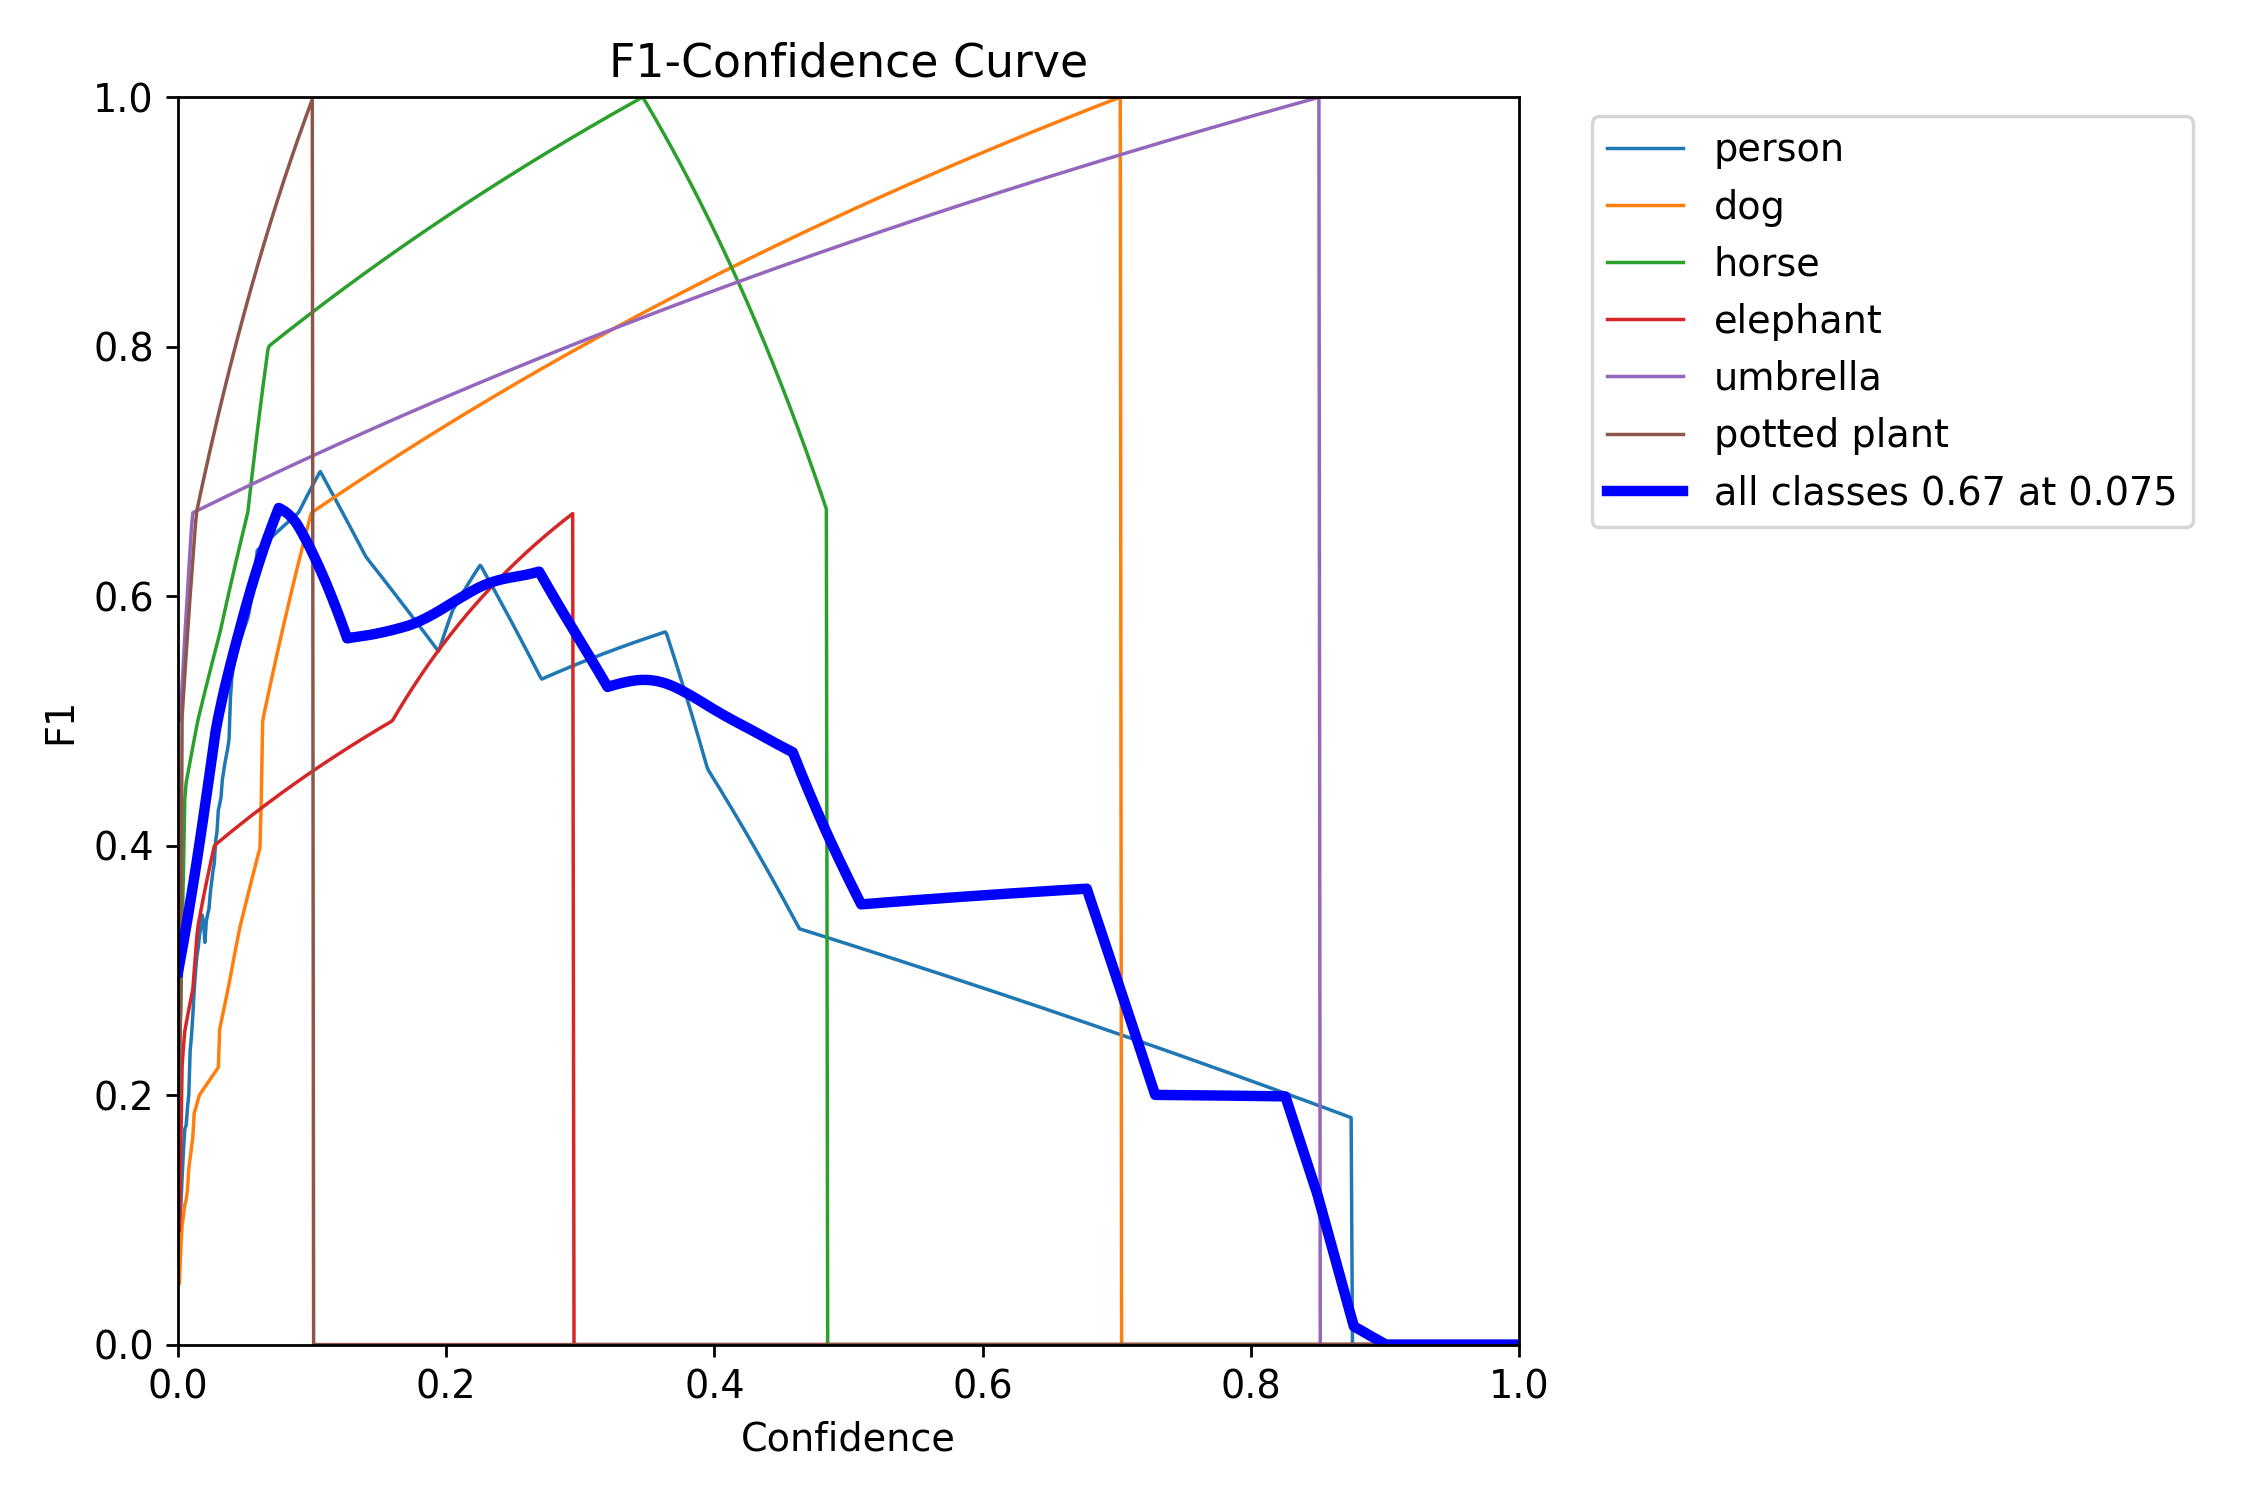 F1-Confidence Curve
1.0
0.8
0.6
0.4
0.2
0.0
F1
0.0 0.2 0.4 0.6 0.8 1.0
Confidence
person
dog
horse
elephant
umbrella
potted plant
all classes 0.67 at 0.075